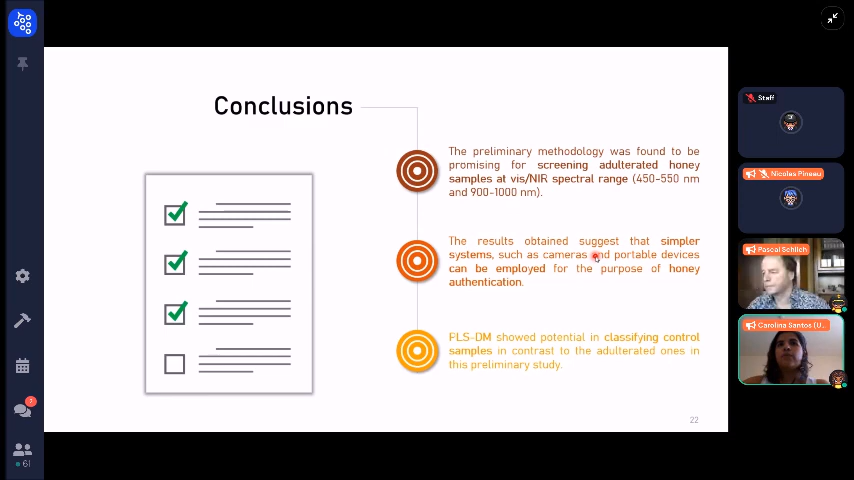 Conclusions
The preliminary methodology was found to be
promising for screening adulterated honey
samples at vis/NIR spectral range (450-550 nm
and 900-1000 nm).
The results obtained suggest that simpler
systems, such as cameras and portable devices
can be employed for the purpose of honey
authentication.
FLS-DM showed potential in classifying control
samples in contrast to the adulterated ones in
this preliminary study.
22
Staff
Nicolas Pineau
Pascal Schlich
Carolina Santos (U...
7
61